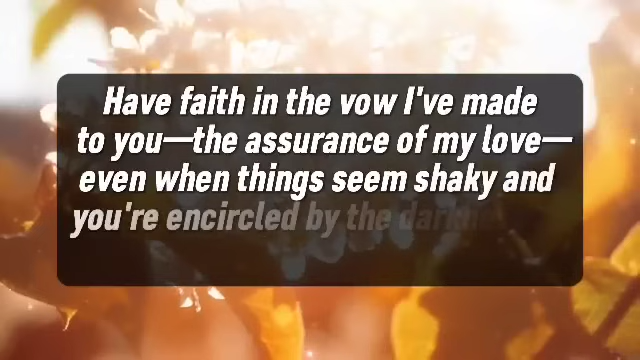 Have faith in the vow I've made
to you—the assurance of my love—
even when things seem shaky and
you're encircled by the